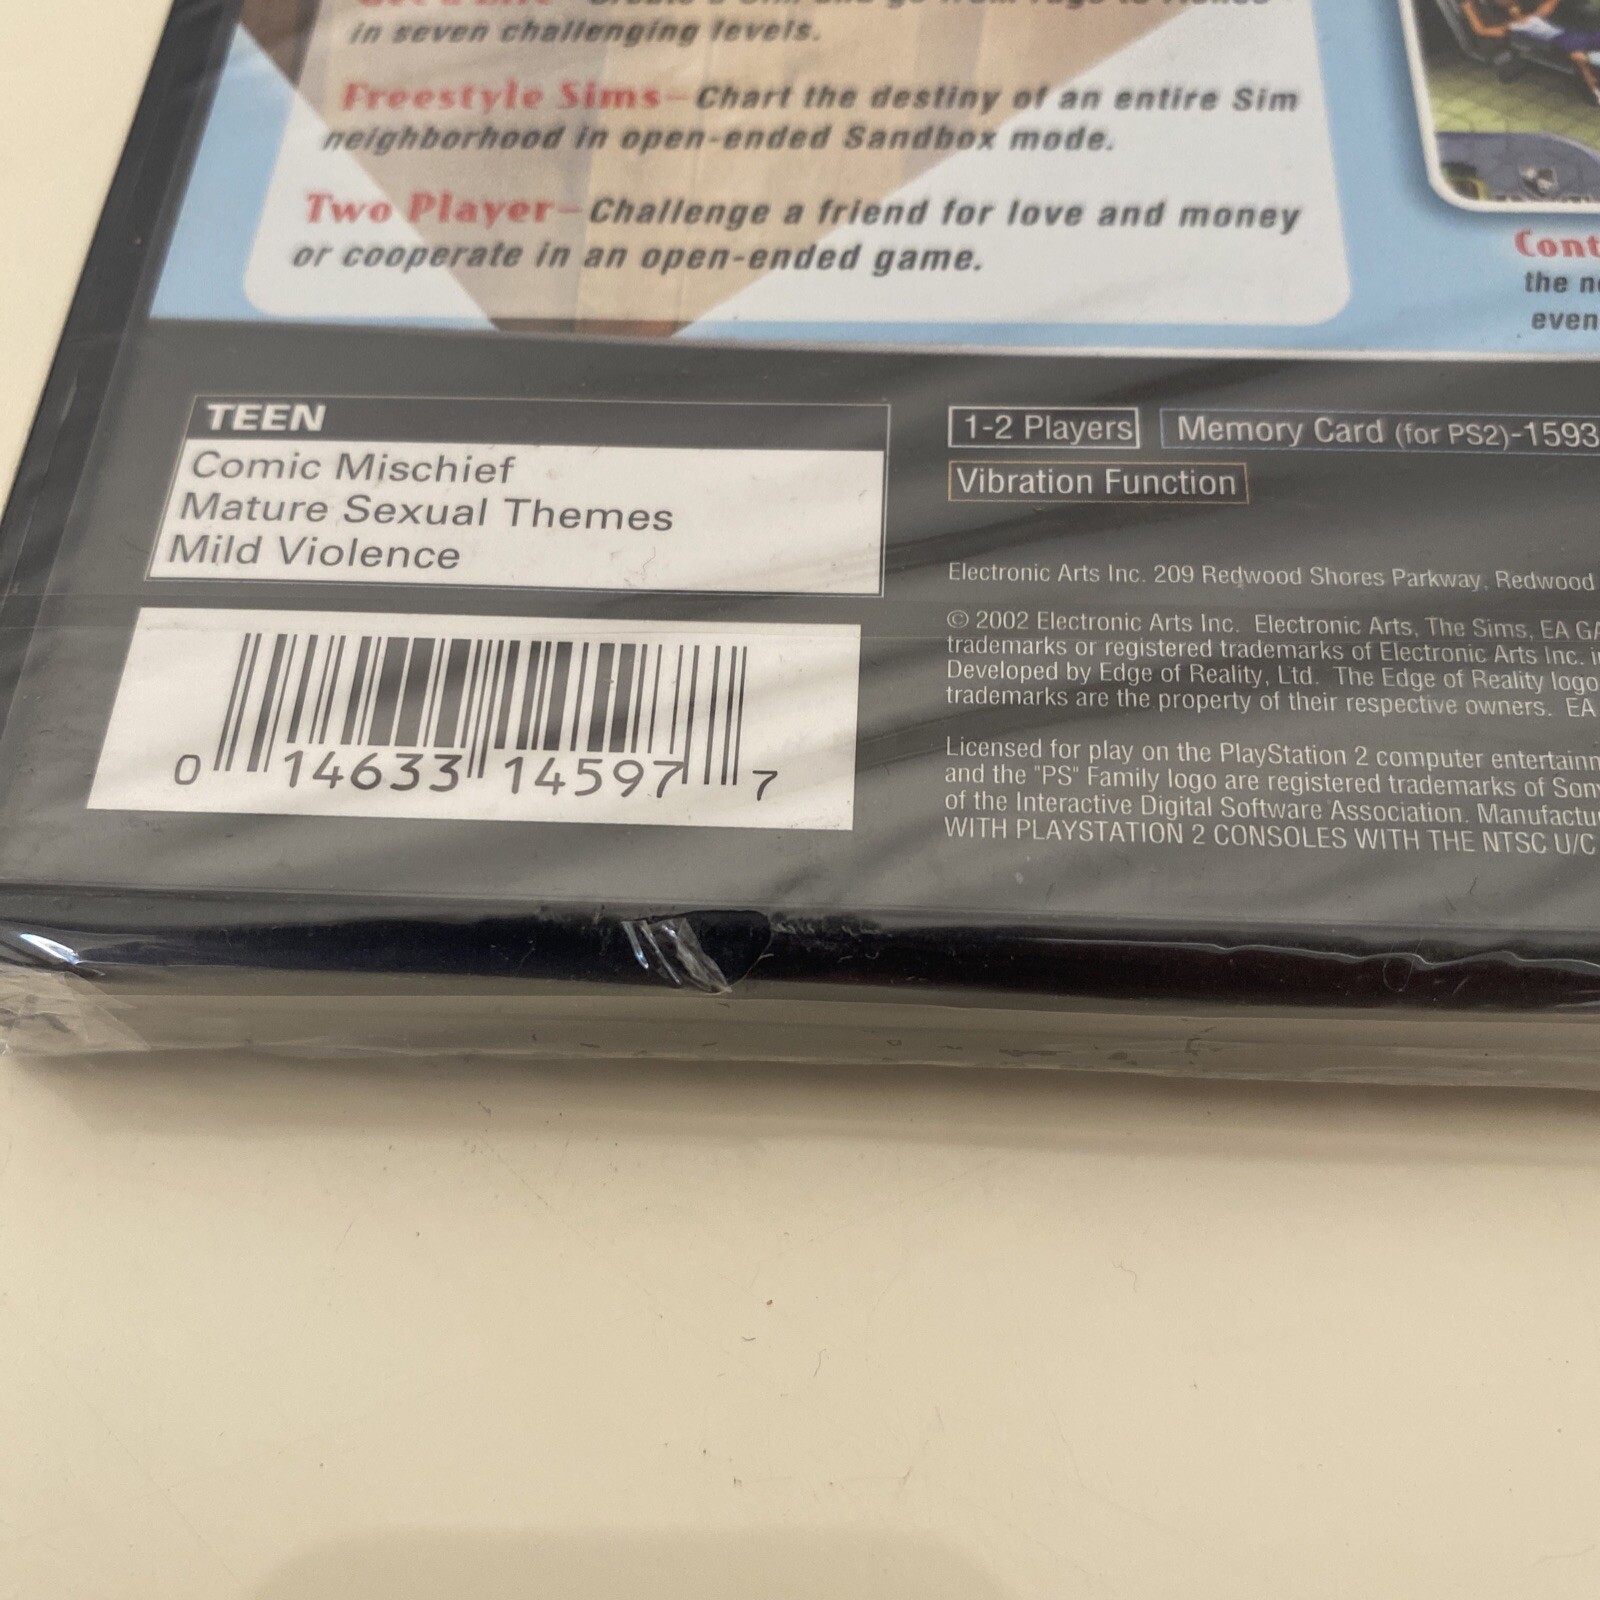 in seven challenging levels.
Freestyle Sims—Chart the destiny of an entire Sim
neighborhood in open-ended Sandbox mode.
Two Player—Challenge a friend for love and money
or cooperate in an open-ended game.
Cont
the
even
TEEN
Comic Mischief
Mature Sexual Themes
Mild Violence
1-2 Players Memory Card (for PS2)-1593
Vibration Function
Electronic Arts Inc. 209 Redwood Shores Parkway, Redwood
© 2002 Electronic Arts Inc. Electronic Arts, The Sims, EA GA
trademarks or registered trademarks of Electronic Arts Inc. i
Developed by Edge of Reality, Ltd. The Edge of Reality logo
trademarks are the property of their respective owners. EA
Licensed for play on the PlayStation 2 computer entertainm
and the "PS" Family logo are registered trademarks of Sony
of the Interactive Digital Software Association. Manufactu
WITH PLAYSTATION 2 CONSOLES WITH THE NTSC U/C
0 14633 14597 7